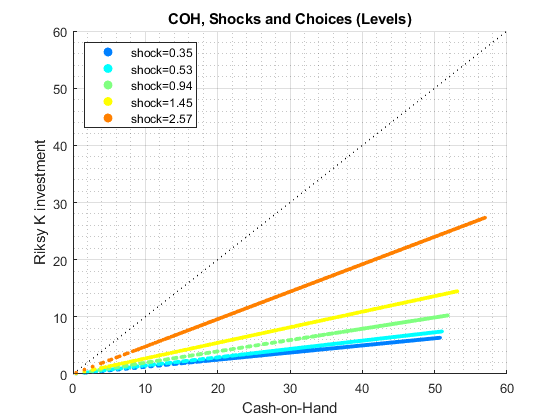 COH, Shocks and Choices (Levels)
shock=0.35
shock=0.53
shock=0.94
shock=1.45
shock=2.57
Riksy K investment
60
50
40
30
20
10
0
0 10 20 30 40 50 60
Cash-on-Hand